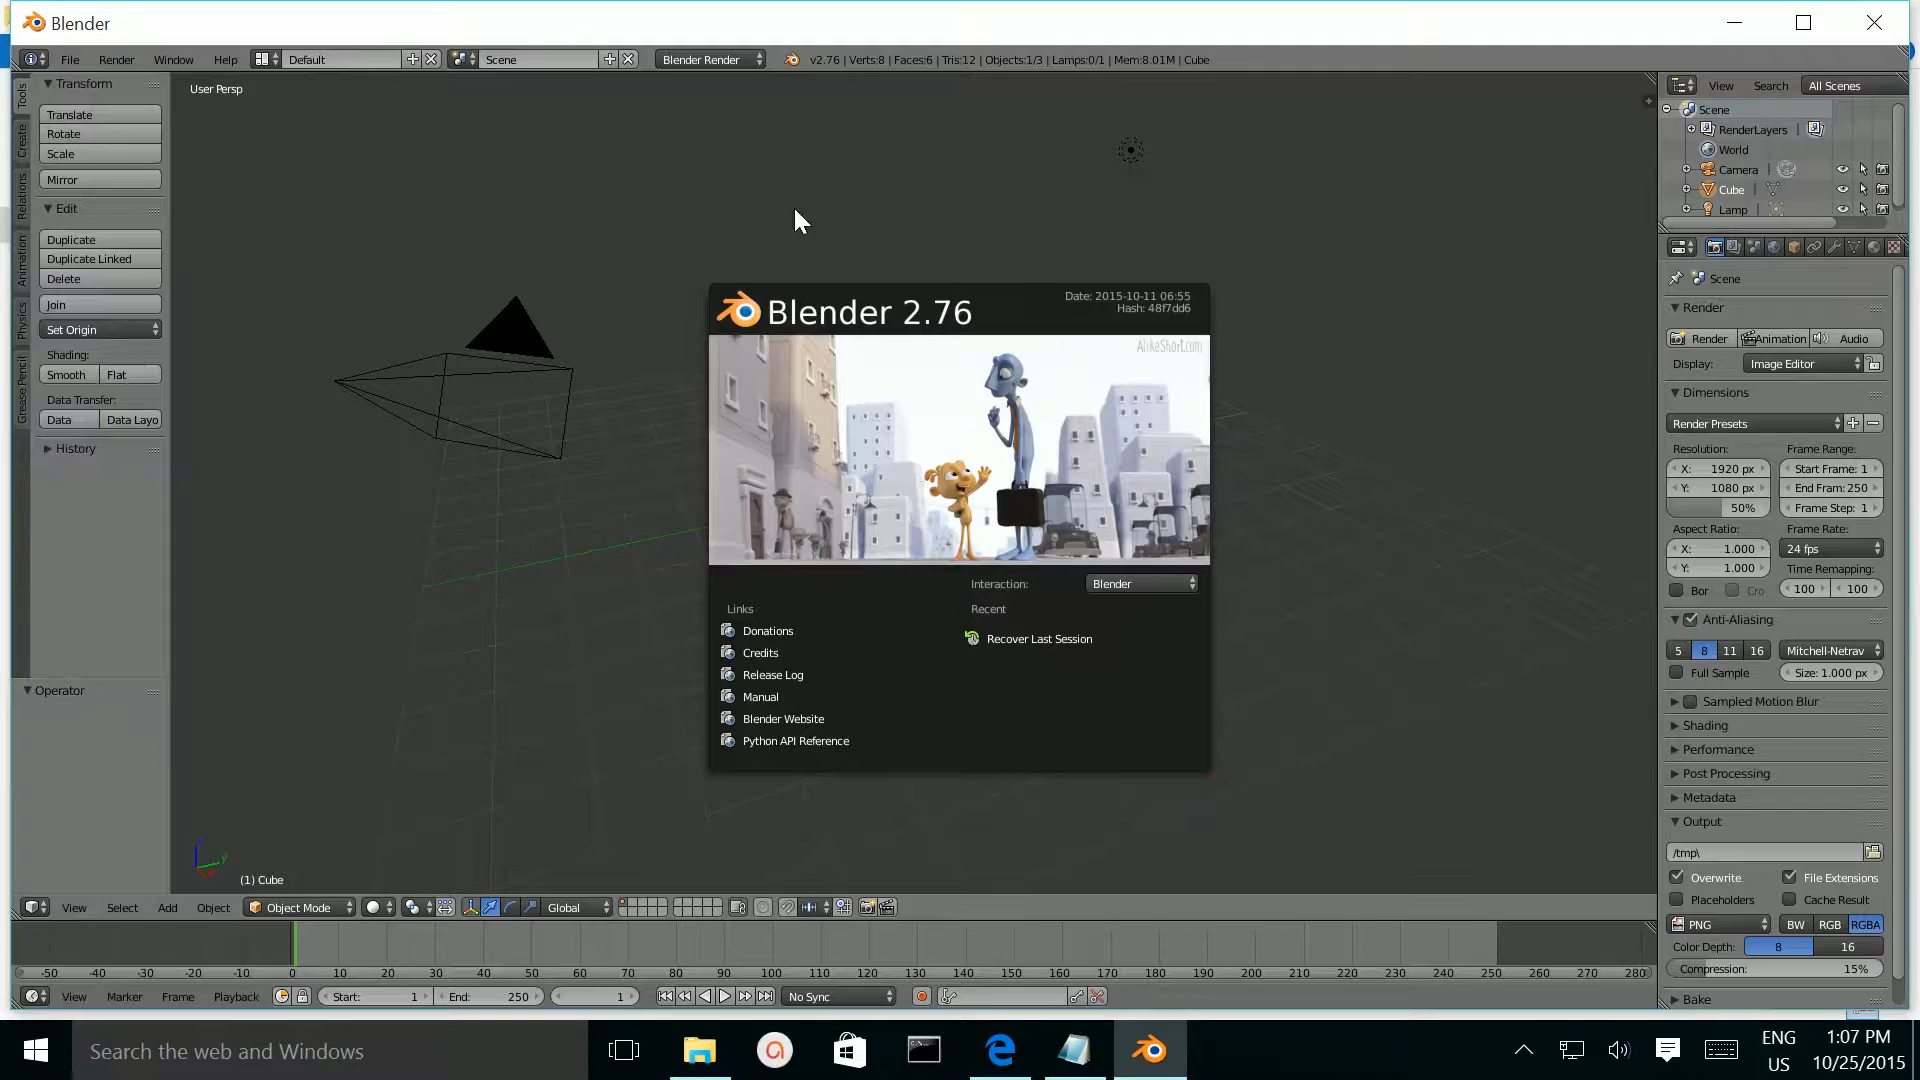 Blender
File Render Window Help Default Scene Blender Render v2.76 | Verts:8 | Faces:6 | Tris:12 | Objects:1/3 | Lamps:0/1 | Mem:8.01M | Cube
Tools
Create
Relations
Animation
Physics
Grease Pencil
Transform
Translate
Rotate
Scale
Mirror
Edit
Duplicate
Duplicate Linked
Delete
Join
Set Origin
Shading:
Smooth Flat
Data Transfer:
Data Data Layo
History
Operator
User Persp
Blender 2.76
Date: 2015-10-11 06:55
Hash: 48f7dd6
AlikeShort.com
Interaction: Blender
Links
Donations
Credits
Release Log
Manual
Blender Website
Python API Reference
Recent
Recover Last Session
(1) Cube
View Select Add Object Object Mode Global
-50 -40 -30 -20 -10 0 10 20 30 40 50 60 70 80 90 100 110 120 130 140 150 160 170 180 190 200 210 220 230 240 250 260 270 280
View Marker Frame Playback Start: 1 End: 250 1 No Sync
View Search All Scenes
Scene
RenderLayers
World
Camera
Cube
Lamp
Scene
Render
Render Animation Audio
Display: Image Editor
Dimensions
Render Presets
Resolution: Frame Range:
X: 1920 px Start Frame: 1
Y: 1080 px End Fram: 250
50% Frame Step: 1
Aspect Ratio: Frame Rate:
X: 1.000 24 fps
Y: 1.000 Time Remapping:
Bor Cro 100 100
Anti-Aliasing
5 8 11 16 Mitchell-Netrav
Full Sample Size: 1.000 px
Sampled Motion Blur
Shading
Performance
Post Processing
Metadata
Output
/tmp\
Overwrite File Extensions
Placeholders Cache Result
PNG BW RGB RGBA
Color Depth: 8 16
Compression: 15%
Bake
Search the web and Windows
ENG
US
1:07 PM
10/25/2015